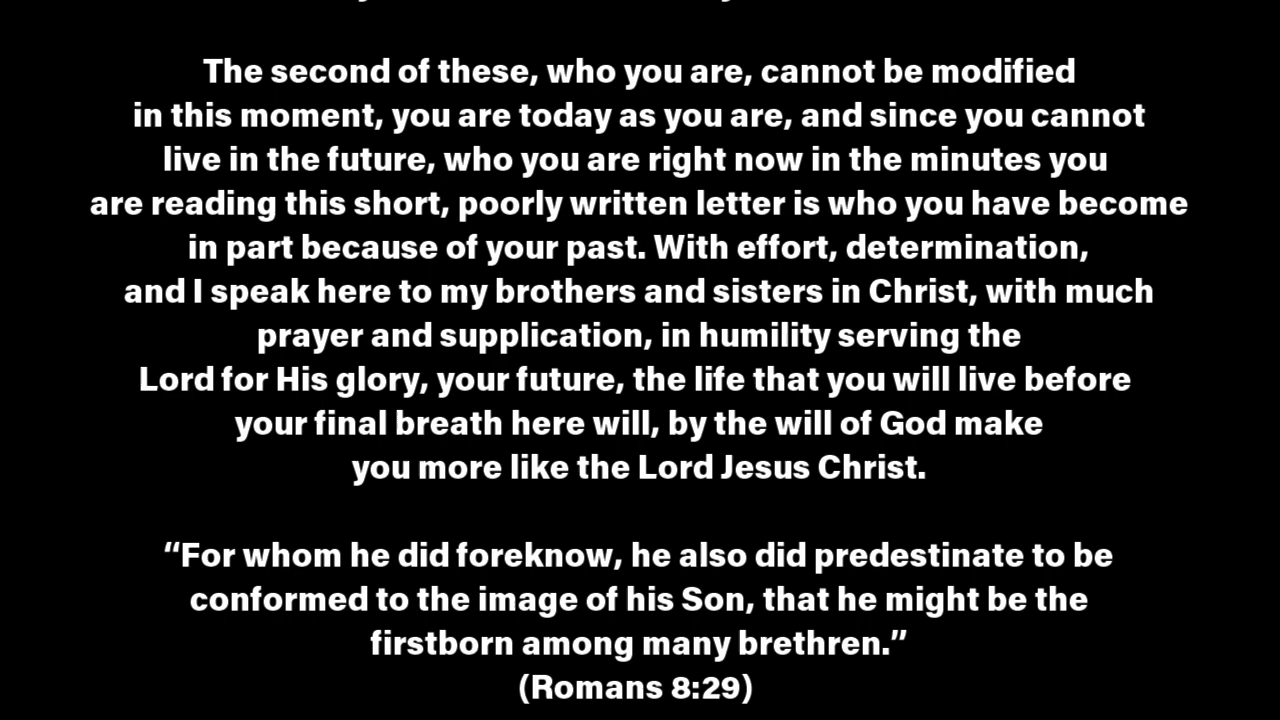 The second of these, who you are, cannot be modified
in this moment, you are today as you are, and since you cannot
live in the future, who you are right now in the minutes you
are reading this short, poorly written letter is who you have become
in part because of your past. With effort, determination,
and I speak here to my brothers and sisters in Christ, with much
prayer and supplication, in humility serving the
Lord for His glory, your future, the life that you will live before
your final breath here will, by the will of God make
you more like the Lord Jesus Christ.
“For whom he did foreknow, he also did predestinate to be
conformed to the image of his Son, that he might be the
firstborn among many brethren.”
(Romans 8:29)